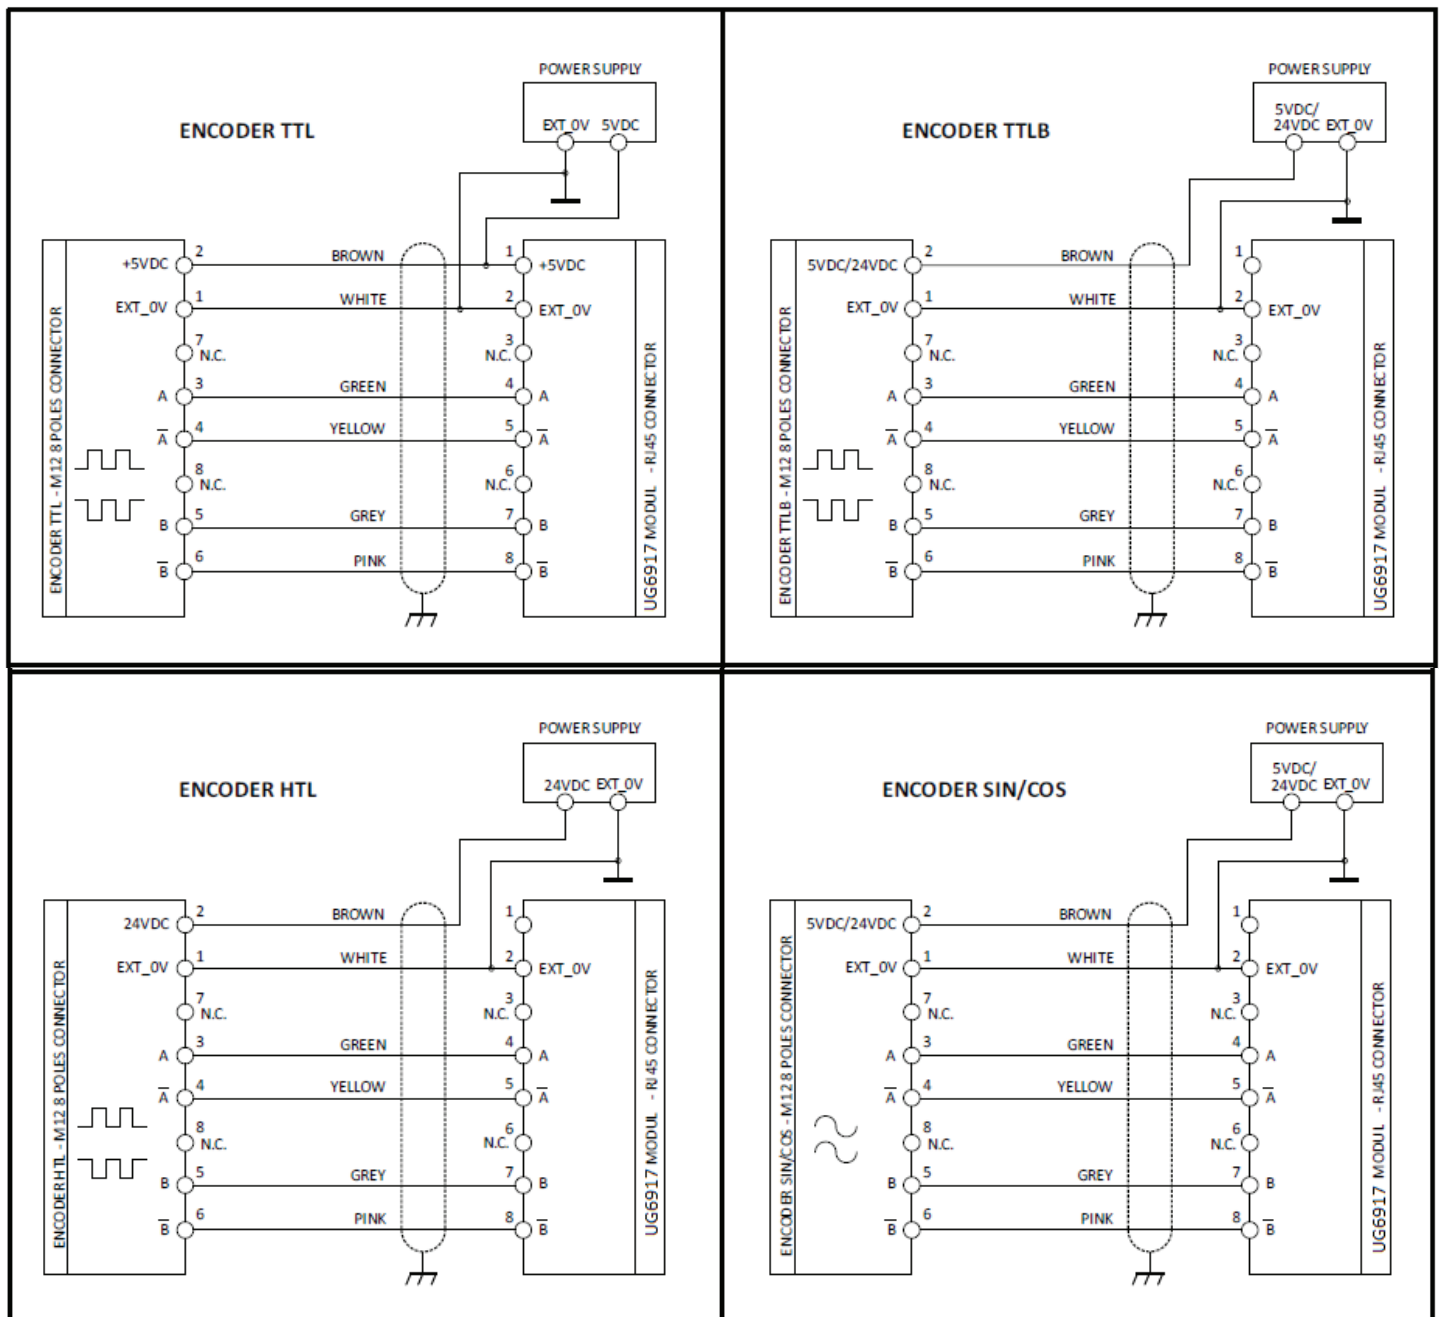 POWER SUPPLY
EXT_0V 5VDC
ENCODER TTL
ENCODER TTL - M12 8 POLES CONNECTOR
+5VDC 2 BROWN 1 +5VDC
EXT_0V 1 WHITE 2 EXT_0V
7 N.C. 3 N.C.
A 3 GREEN 4 A
A̅ 4 YELLOW 5 A̅
8 N.C. 6 N.C.
B 5 GREY 7 B
B̅ 6 PINK 8 B̅
UG6917 MODUL - RJ45 CONNECTOR
POWER SUPPLY
5VDC/
24VDC EXT_0V
ENCODER TTLB
ENCODER TTLB - M12 8 POLES CONNECTOR
5VDC/24VDC 2 BROWN 1
EXT_0V 1 WHITE 2 EXT_0V
7 N.C. 3 N.C.
A 3 GREEN 4 A
A̅ 4 YELLOW 5 A̅
8 N.C. 6 N.C.
B 5 GREY 7 B
B̅ 6 PINK 8 B̅
UG6917 MODUL - RJ45 CONNECTOR
POWER SUPPLY
24VDC EXT_0V
ENCODER HTL
ENCODER HTL - M12 8 POLES CONNECTOR
24VDC 2 BROWN 1
EXT_0V 1 WHITE 2 EXT_0V
7 N.C. 3 N.C.
A 3 GREEN 4 A
A̅ 4 YELLOW 5 A̅
8 N.C. 6 N.C.
B 5 GREY 7 B
B̅ 6 PINK 8 B̅
UG6917 MODUL - RJ45 CONNECTOR
POWER SUPPLY
5VDC/
24VDC EXT_0V
ENCODER SIN/COS
ENCODER SIN/COS - M12 8 POLES CONNECTOR
5VDC/24VDC 2 BROWN 1
EXT_0V 1 WHITE 2 EXT_0V
7 N.C. 3 N.C.
A 3 GREEN 4 A
A̅ 4 YELLOW 5 A̅
8 N.C. 6 N.C.
B 5 GREY 7 B
B̅ 6 PINK 8 B̅
UG6917 MODUL - RJ45 CONNECTOR